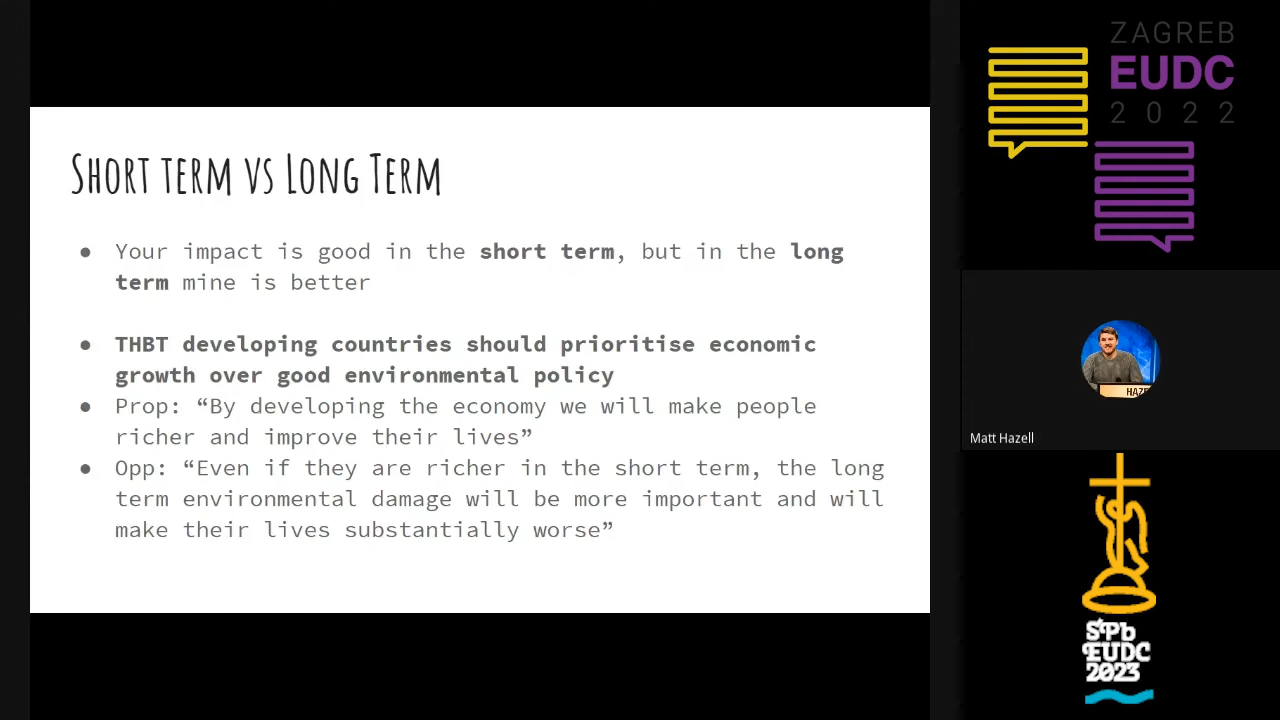 Short term vs Long Term
● Your impact is good in the short term, but in the long
term mine is better
● THBT developing countries should prioritise economic
growth over good environmental policy
● Prop: “By developing the economy we will make people
richer and improve their lives”
● Opp: “Even if they are richer in the short term, the long
term environmental damage will be more important and will
make their lives substantially worse”
ZAGREB
EUDC
2022
HAZE
Matt Hazell
SPb
EUDC
2023